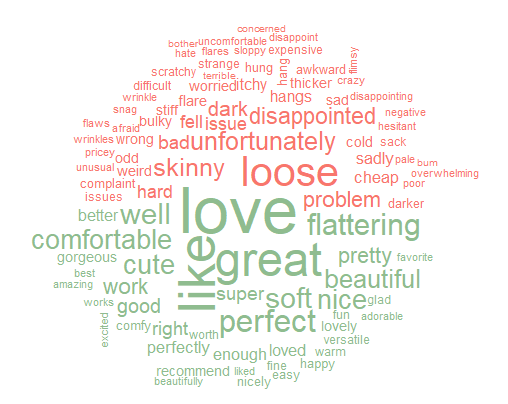 concerned
bother uncomfortable disappoint
hate flares sloppy expensive
strange hung hang awkward flimsy
scratchy terrible crazy
difficult worried itchy thicker
wrinkle flare hangs sad disappointing
snag stiff dark disappointed negative
flaws afraid bulky fell issue hesitant
wrinkles wrong bad unfortunately cold sack
pricey odd sadly pale bum
unusual weird skinny loose cheap overwhelming
complaint poor
issues hard problem darker
better well love flattering
comfortable
gorgeous cute like great pretty favorite
best beautiful
amazing work super soft nice glad
works good perfect fun adorable
excited comfy right worth lovely
perfectly enough loved versatile
warm
recommend liked fine happy
beautifully nicely easy